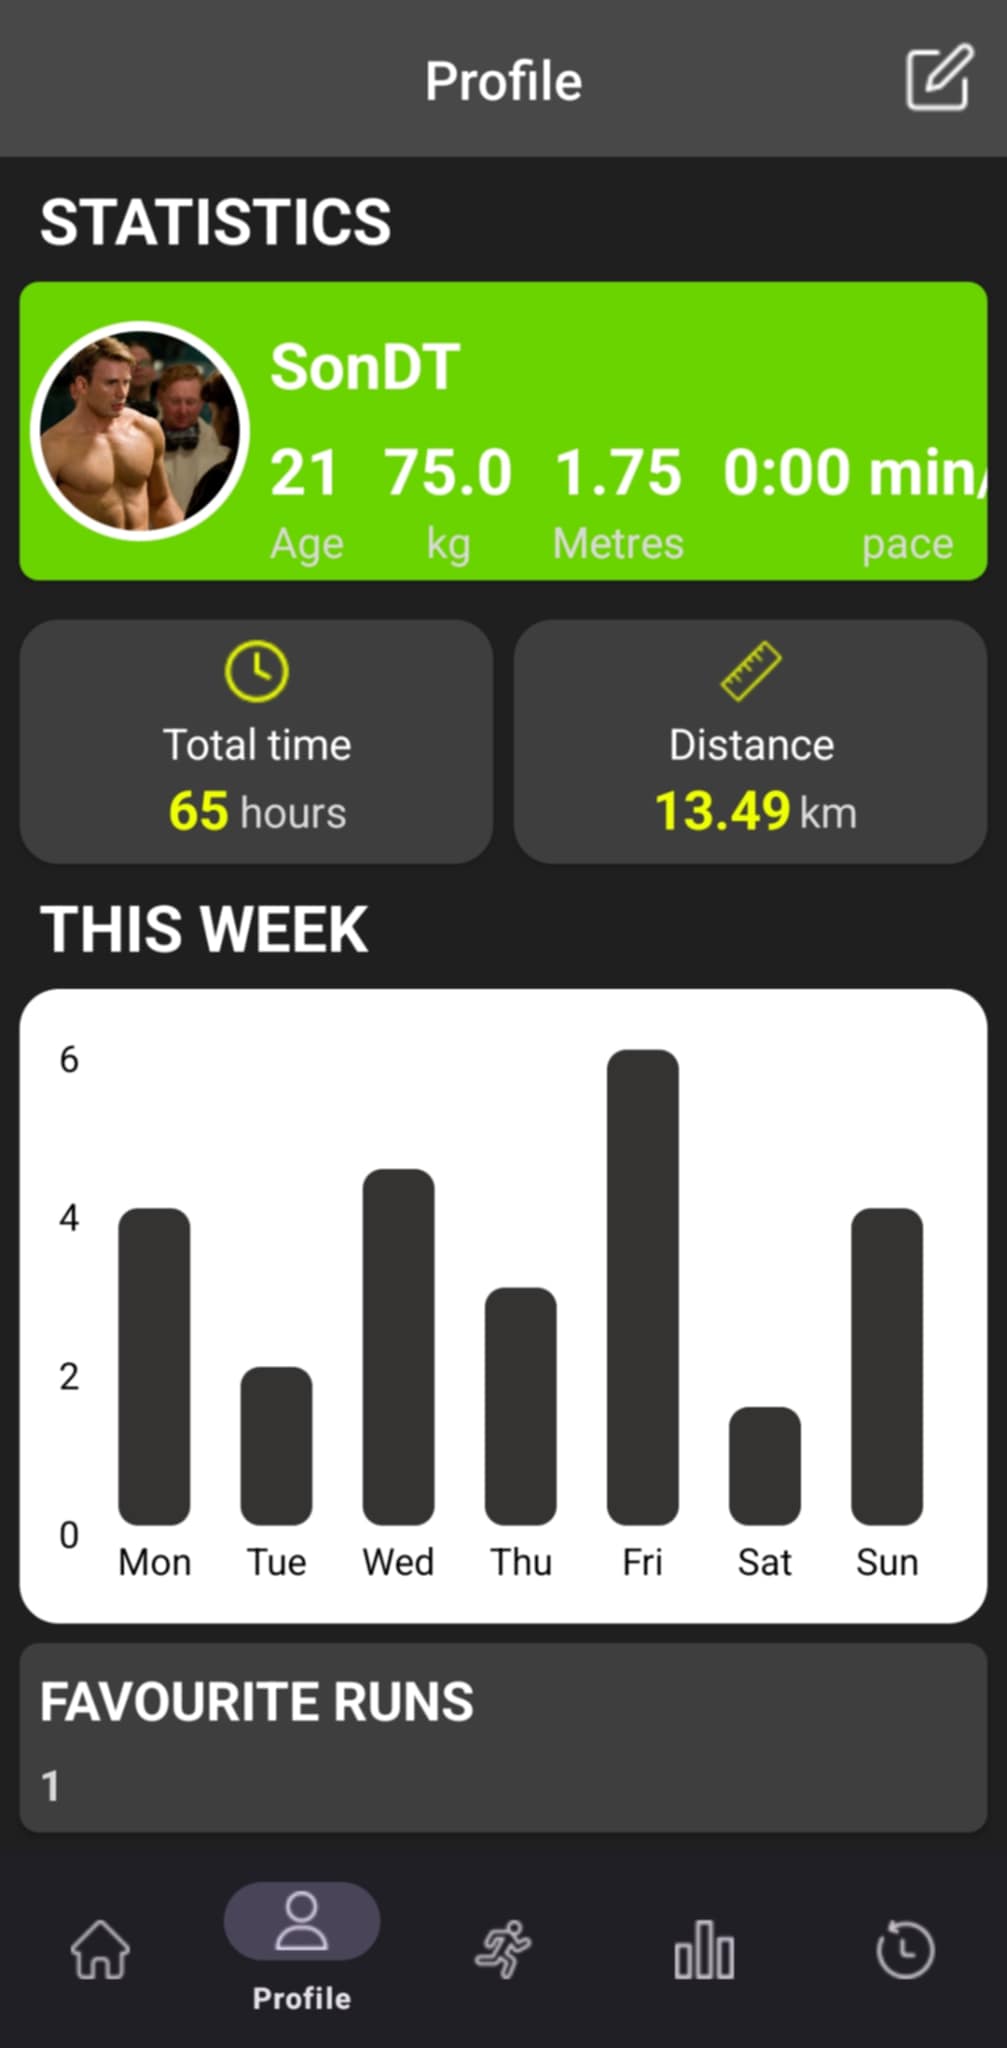 Profile
STATISTICS
SonDT
21 75.0 1.75 0:00 min/
Age kg Metres pace
Total time
65 hours
Distance
13.49 km
THIS WEEK
6
4
2
0
Mon Tue Wed Thu Fri Sat Sun
FAVOURITE RUNS
1
Profile